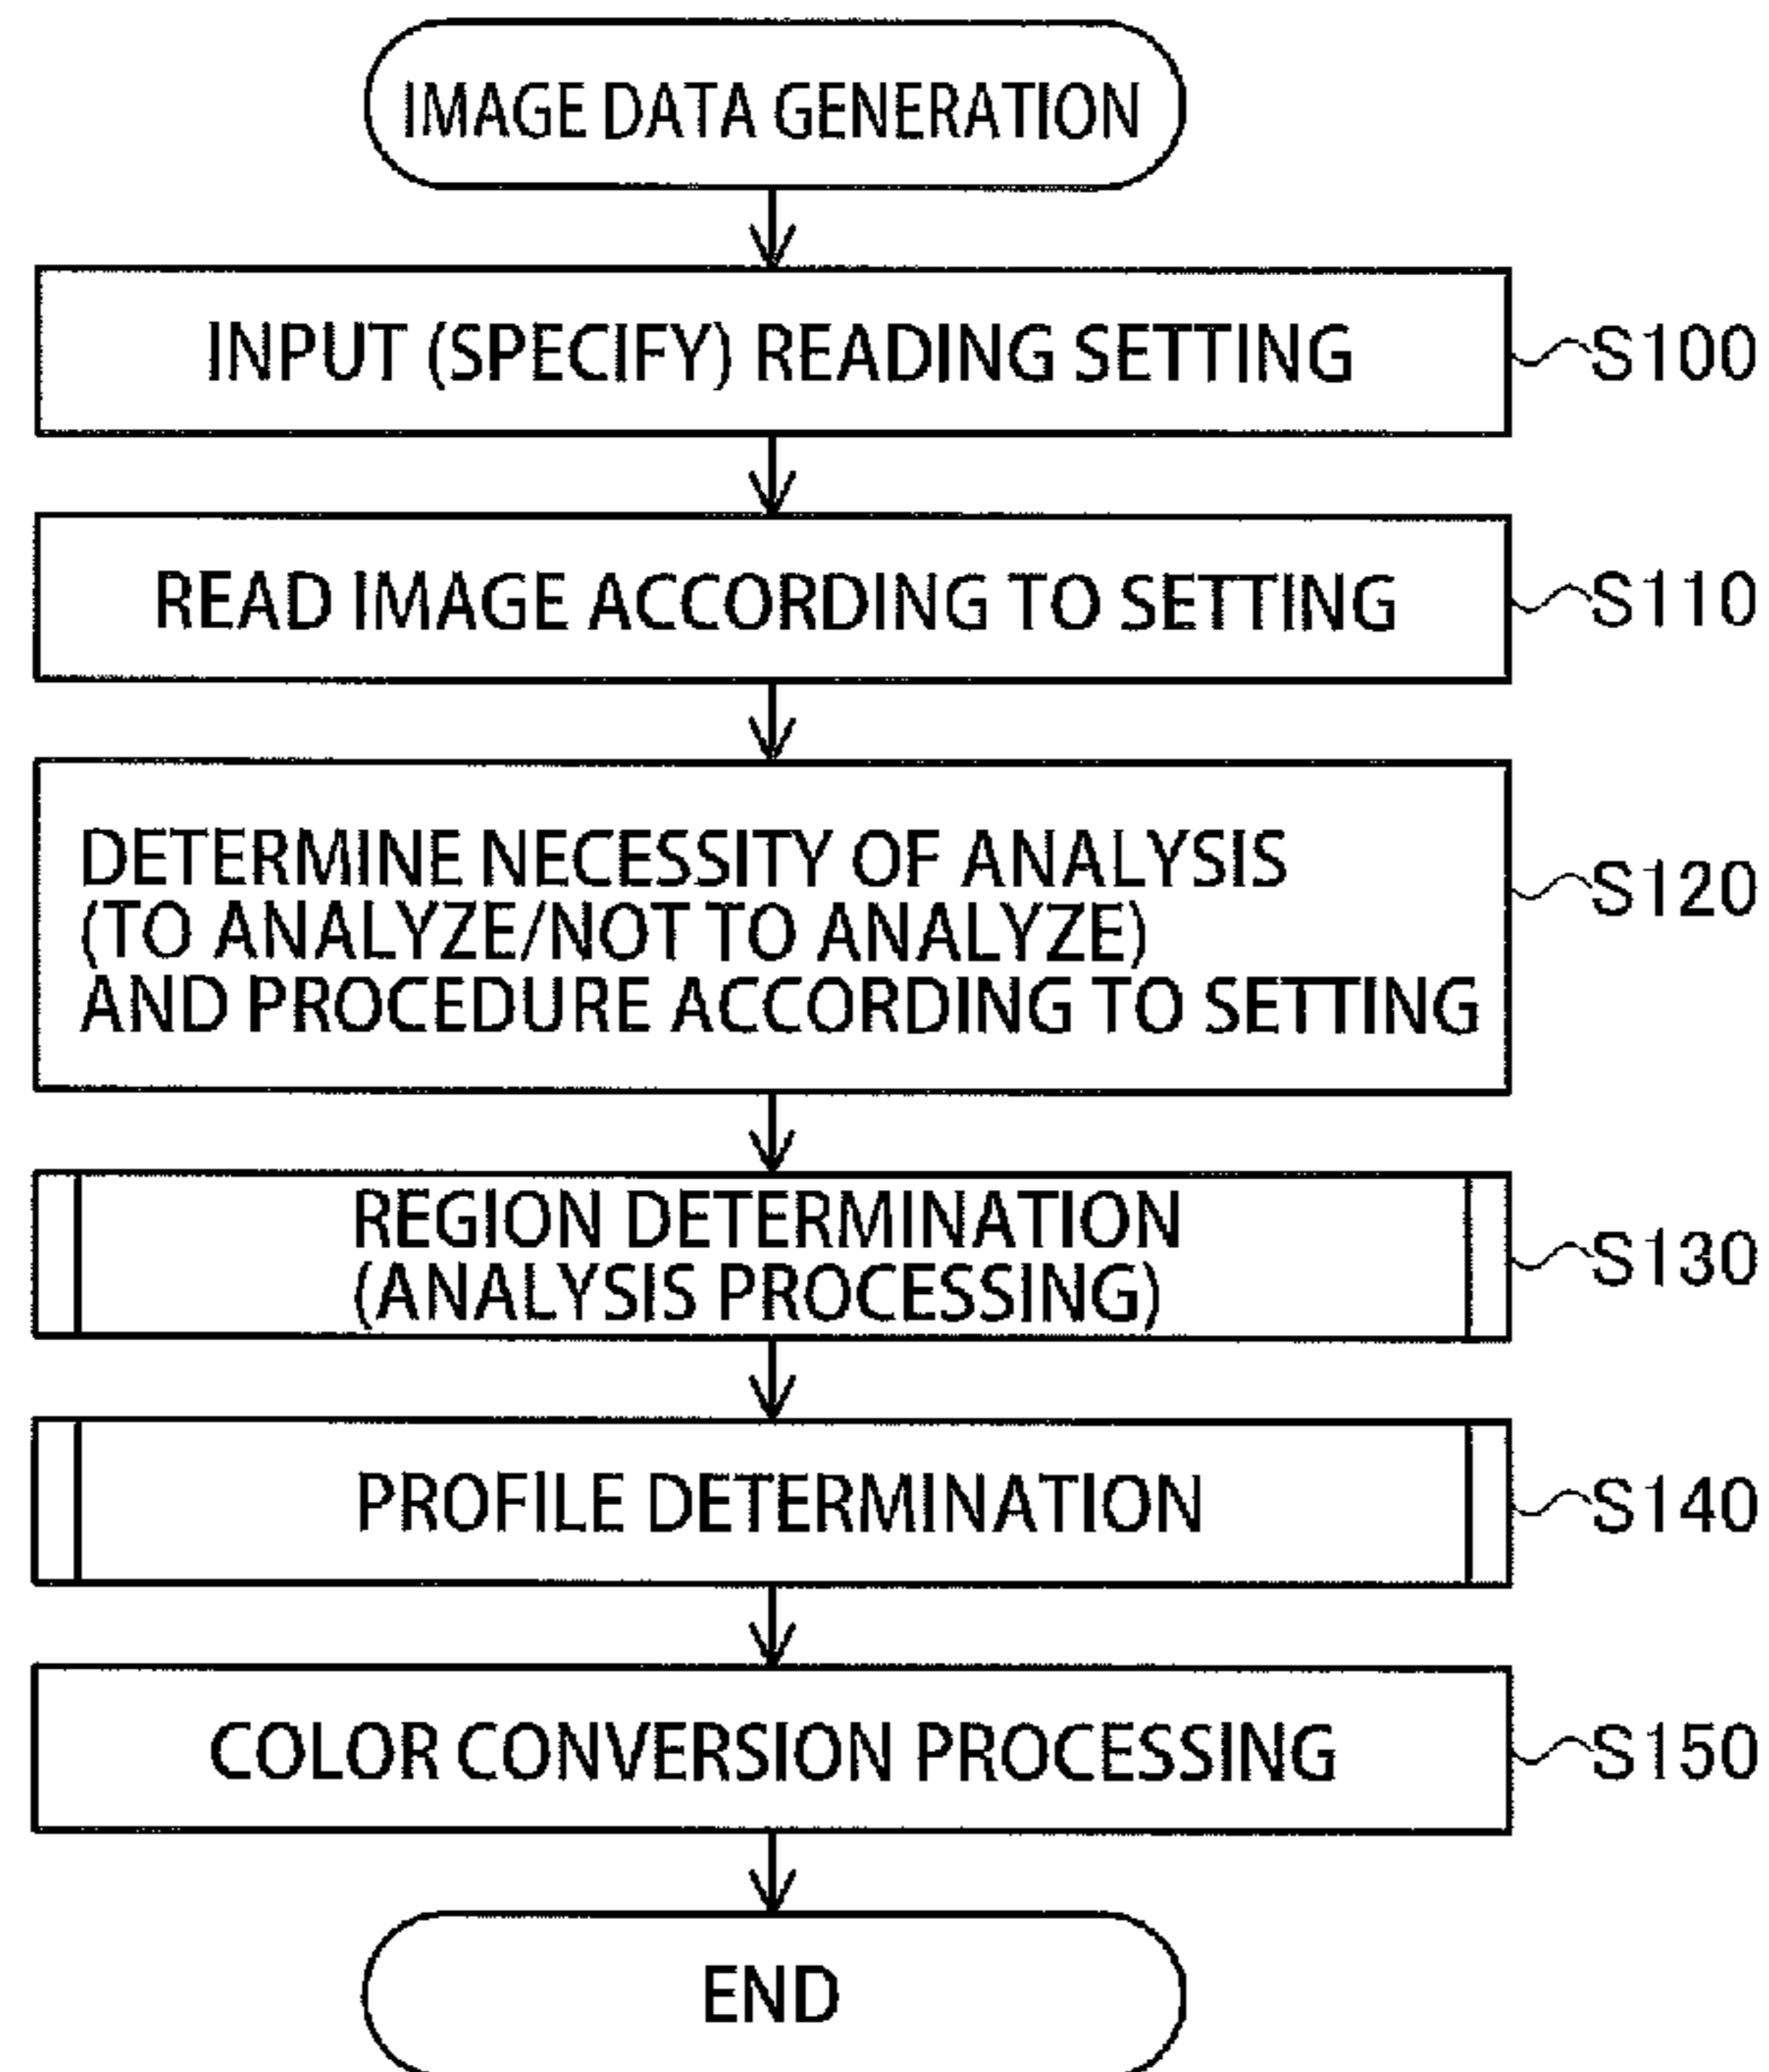 IMAGE DATA GENERATION
INPUT (SPECIFY) READING SETTING
S100
READ IMAGE ACCORDING TO SETTING
S110
DETERMINE NECESSITY OF ANALYSIS
(TO ANALYZE/NOT TO ANALYZE)
AND PROCEDURE ACCORDING TO SETTING
S120
REGION DETERMINATION
(ANALYSIS PROCESSING)
S130
PROFILE DETERMINATION
S140
COLOR CONVERSION PROCESSING
S150
END